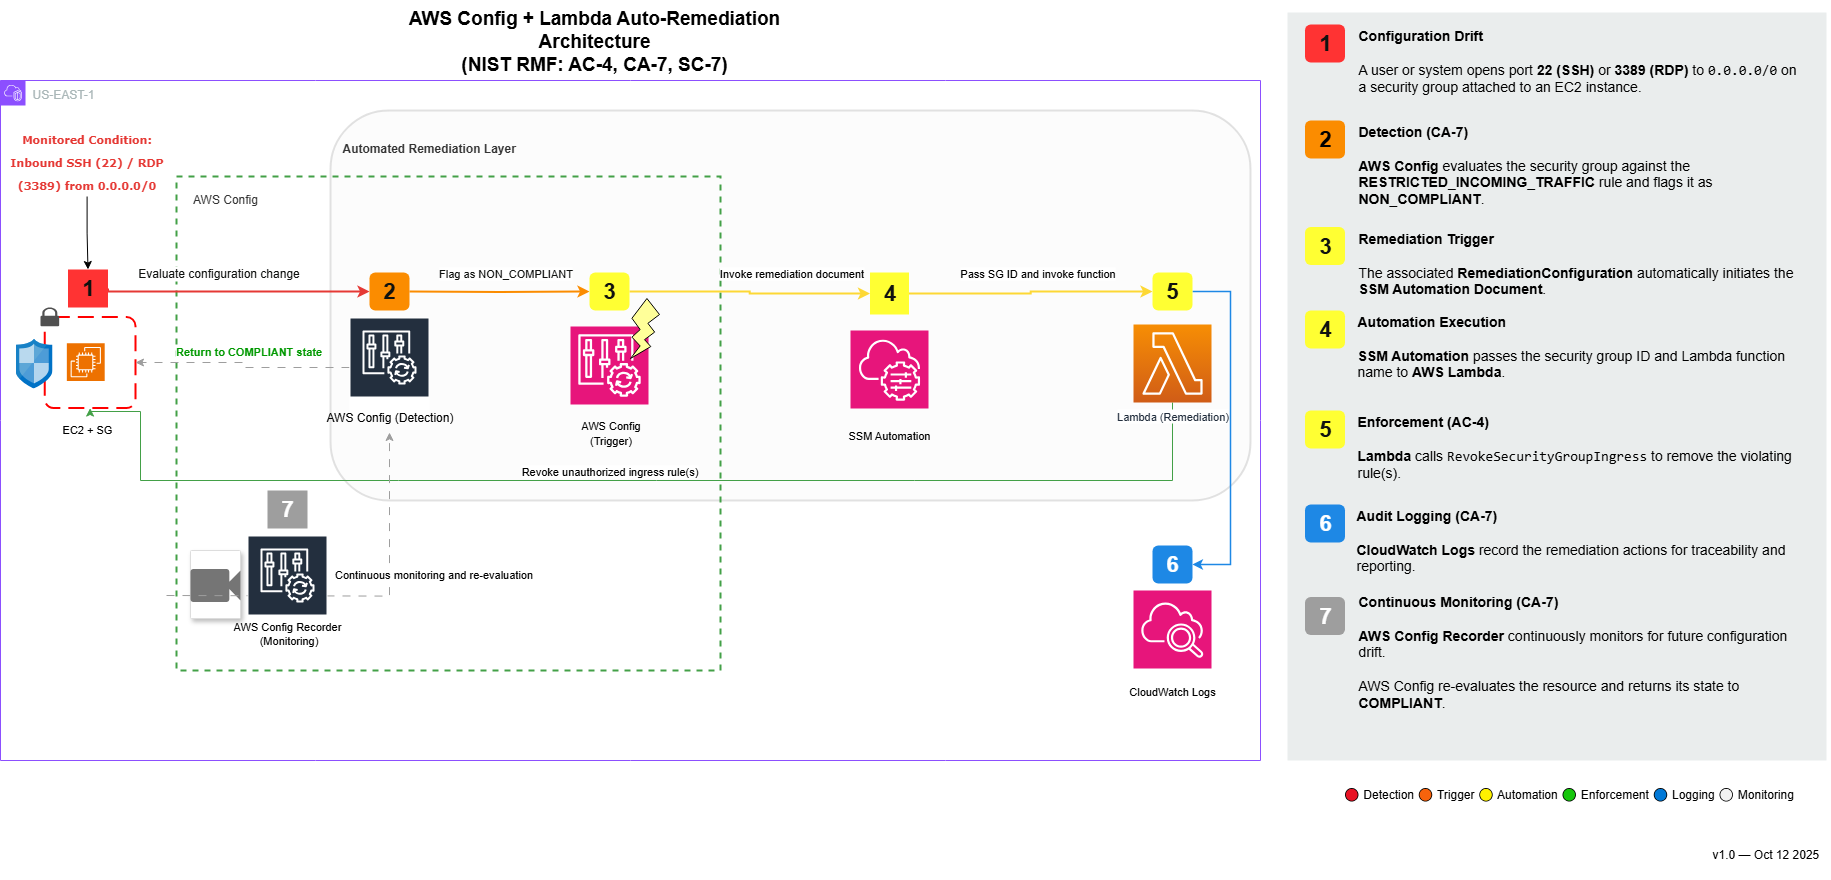 AWS Config + Lambda Auto-Remediation
Architecture
(NIST RMF: AC-4, CA-7, SC-7)
US-EAST-1
Monitored Condition:
Inbound SSH (22) / RDP
(3389) from 0.0.0.0/0
Automated Remediation Layer
AWS Config
1
Evaluate configuration change
2
Flag as NON_COMPLIANT
3
Invoke remediation document
4
Pass SG ID and invoke function
5
Return to COMPLIANT state
EC2 + SG
AWS Config (Detection)
AWS Config
(Trigger)
SSM Automation
Lambda (Remediation)
Revoke unauthorized ingress rule(s)
7
Continuous monitoring and re-evaluation
AWS Config Recorder
(Monitoring)
6
CloudWatch Logs
1
Configuration Drift
A user or system opens port 22 (SSH) or 3389 (RDP) to 0.0.0.0/0 on
a security group attached to an EC2 instance.
2
Detection (CA-7)
AWS Config evaluates the security group against the
RESTRICTED_INCOMING_TRAFFIC rule and flags it as
NON_COMPLIANT.
3
Remediation Trigger
The associated RemediationConfiguration automatically initiates the
SSM Automation Document.
4
Automation Execution
SSM Automation passes the security group ID and Lambda function
name to AWS Lambda.
5
Enforcement (AC-4)
Lambda calls RevokeSecurityGroupIngress to remove the violating
rule(s).
6
Audit Logging (CA-7)
CloudWatch Logs record the remediation actions for traceability and
reporting.
7
Continuous Monitoring (CA-7)
AWS Config Recorder continuously monitors for future configuration
drift.
AWS Config re-evaluates the resource and returns its state to
COMPLIANT.
Detection Trigger Automation Enforcement Logging Monitoring
v1.0 — Oct 12 2025